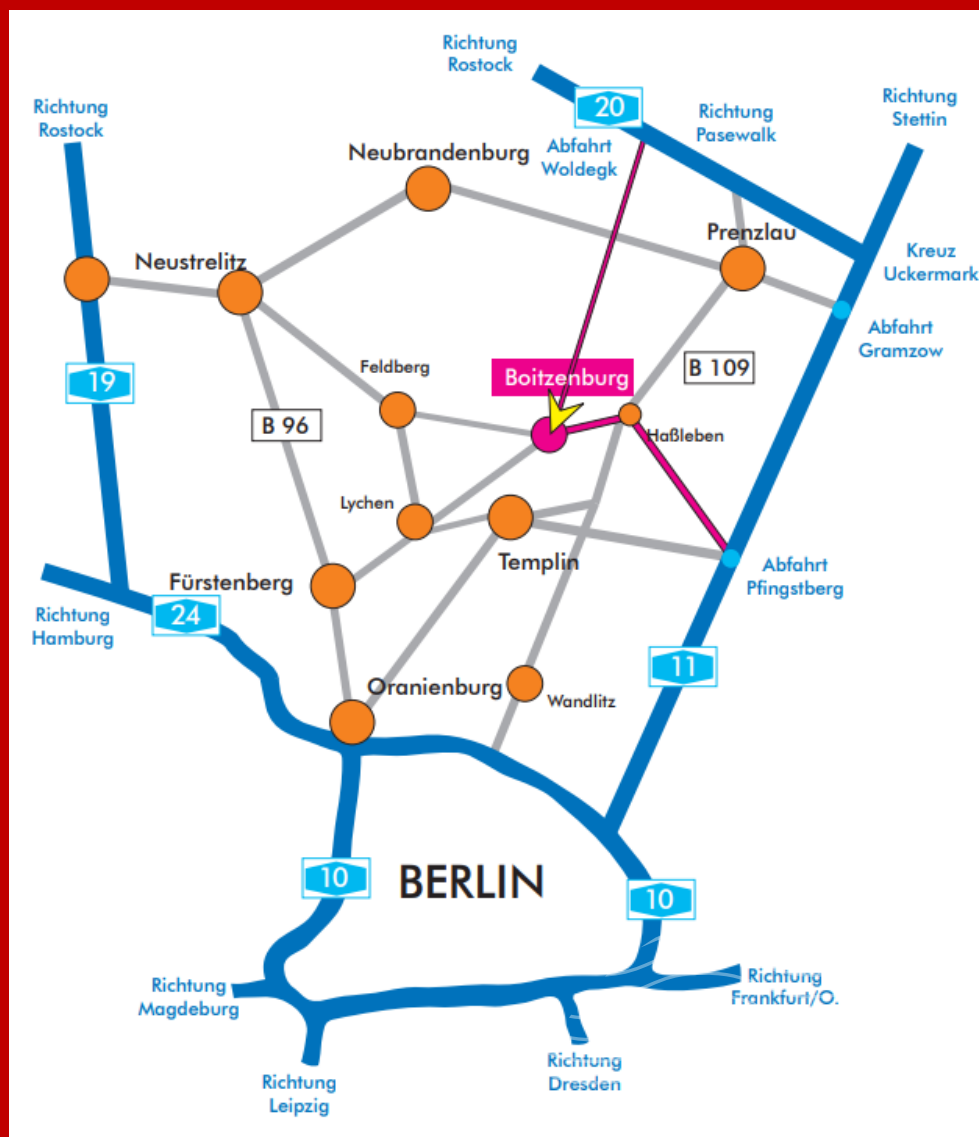 Richtung
Rostock
20
Richtung
Pasewalk
Richtung
Stettin
Richtung
Rostock
Abfahrt
Woldegk
Neubrandenburg
Prenzlau
Neustrelitz
Kreuz
Uckermark
Abfahrt
Gramzow
19
Feldberg
Boitzenburg
B 109
B 96
Haßleben
Lychen
Templin
Abfahrt
Pfingstberg
Fürstenberg
Richtung
Hamburg
24
11
Oranienburg
Wandlitz
10
BERLIN
10
Richtung
Magdeburg
Richtung
Frankfurt/O.
Richtung
Leipzig
Richtung
Dresden